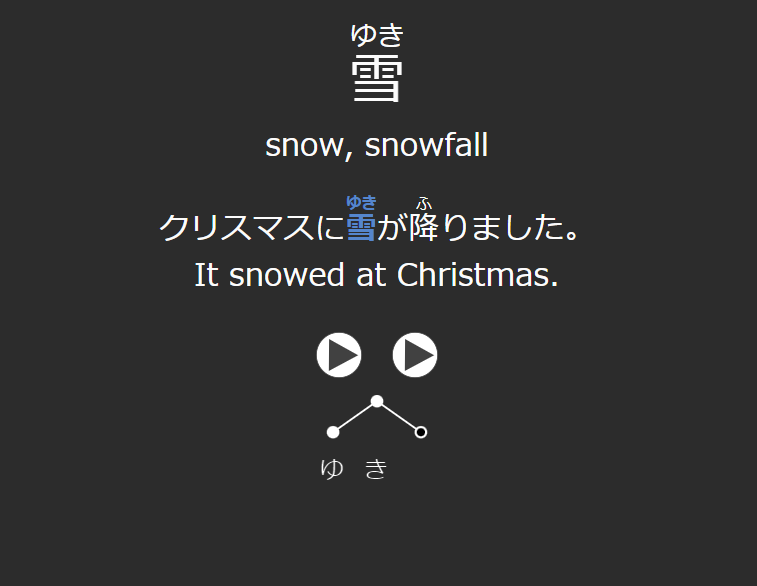 ゆき
雪
snow, snowfall
ゆき ふ
クリスマスに雪が降りました。
It snowed at Christmas.
ゆ き